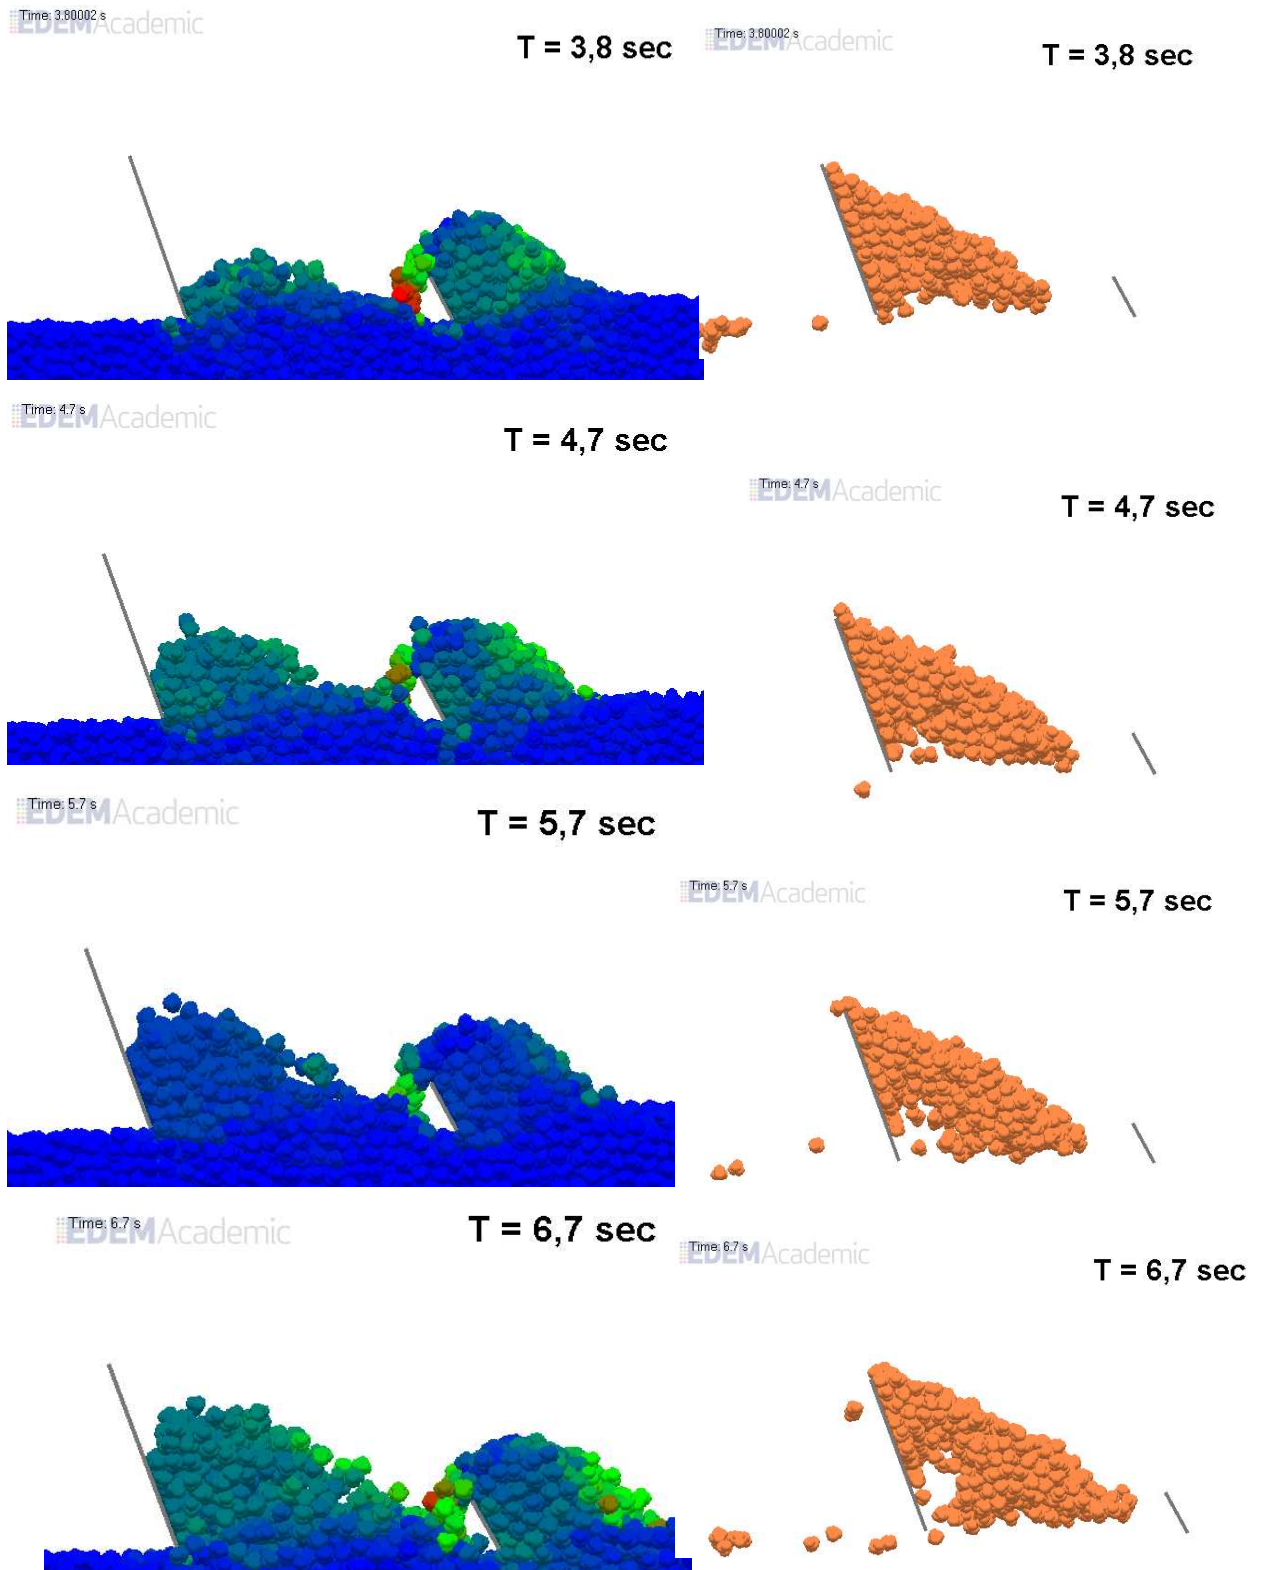 Time: 3.80002 s
EDEMAcademic
T = 3,8 sec
Time: 3.80002 s
EDEMAcademic
T = 3,8 sec
Time: 4.7 s
EDEMAcademic
T = 4,7 sec
Time: 4.7 s
EDEMAcademic
T = 4,7 sec
Time: 5.7 s
EDEMAcademic
T = 5,7 sec
Time: 5.7 s
EDEMAcademic
T = 5,7 sec
Time: 6.7 s
EDEMAcademic
T = 6,7 sec
Time: 6.7 s
EDEMAcademic
T = 6,7 sec